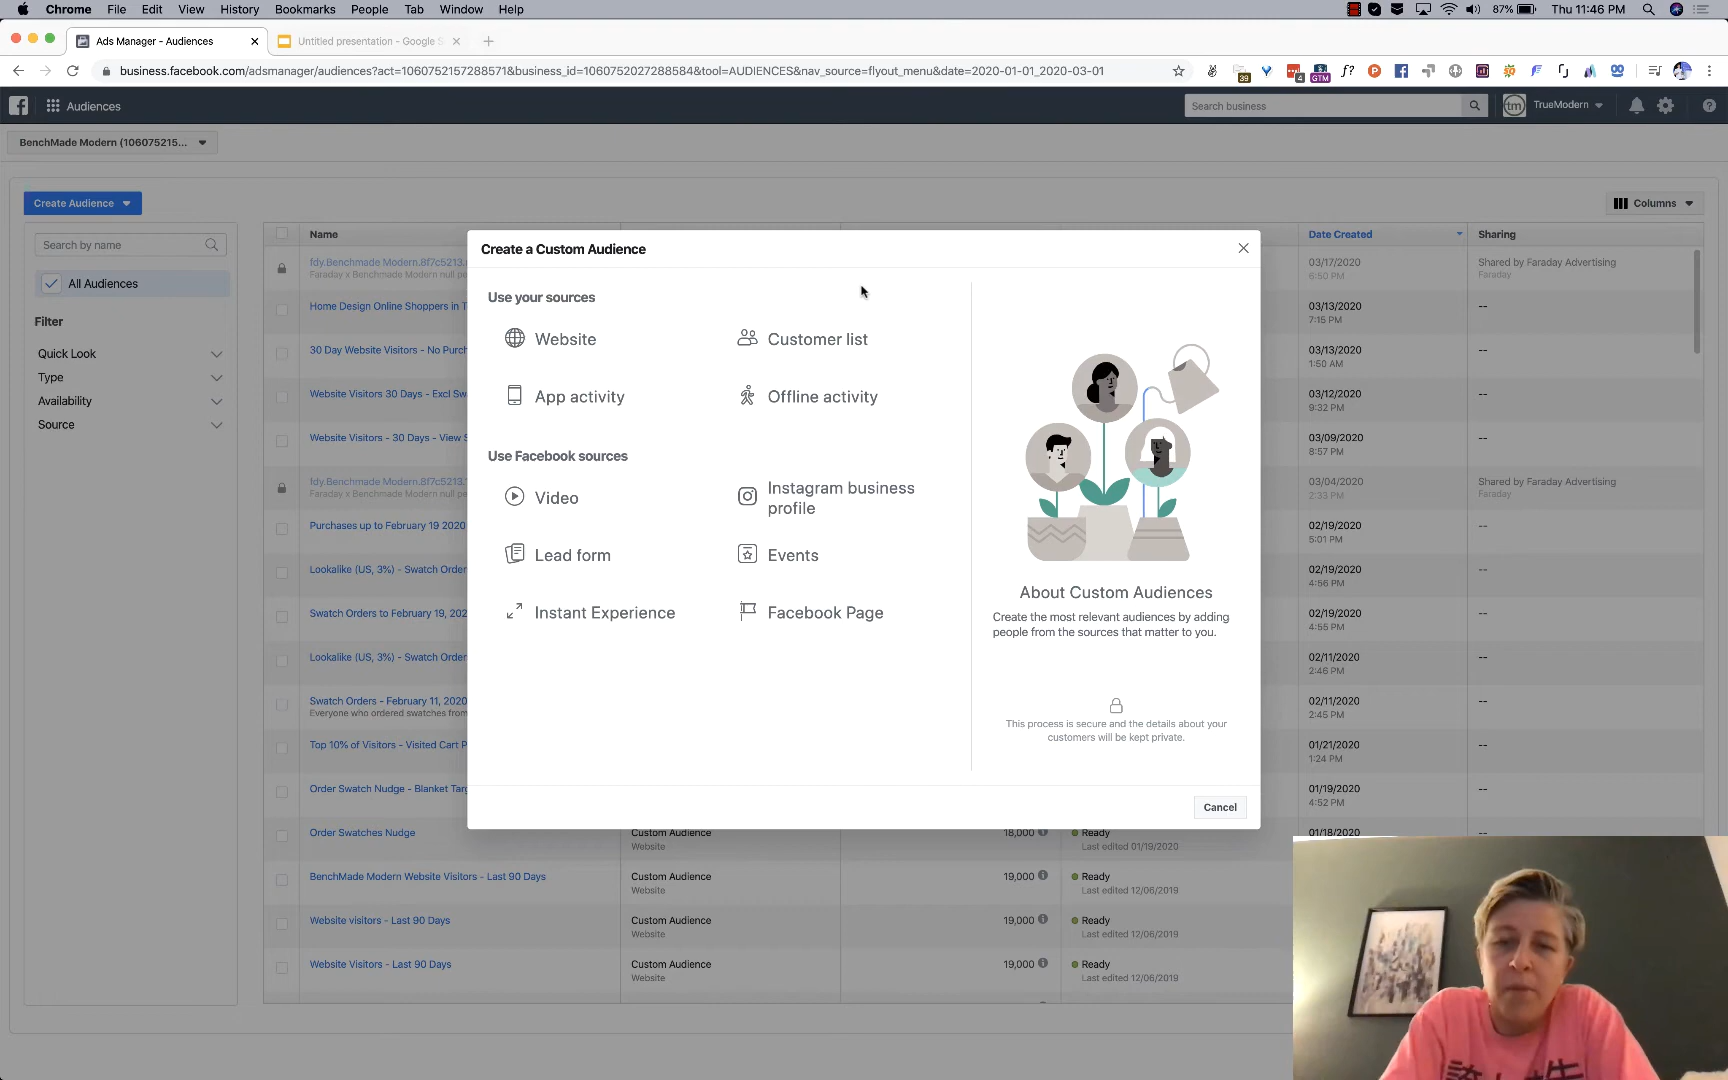 Chrome File Edit View History Bookmarks People Tab Window Help
87% Thu 11:46 PM
Ads Manager - Audiences
Untitled presentation - Google S
business.facebook.com/adsmanager/audiences?act=1060752157288571&business_id=1060752027288584&tool=AUDIENCES&nav_source=flyout_menu&date=2020-01-01_2020-03-01
39
4
GTM
f?
Audiences
Search business
tm
TrueModern
BenchMade Modern (106075215...
Create Audience
Columns
Search by name
All Audiences
Filter
Quick Look
Type
Availability
Source
Name
Date Created
Sharing
fdy.Benchmade Modern.8f7c5213.
Faraday x Benchmade Modern null pe
03/17/2020
6:50 PM
Shared by Faraday Advertising
Faraday
Home Design Online Shoppers in T
03/13/2020
7:15 PM
--
30 Day Website Visitors - No Purch
03/13/2020
1:50 AM
--
Website Visitors 30 Days - Excl Sw
03/12/2020
9:32 PM
--
Website Visitors - 30 Days - View S
03/09/2020
8:57 PM
--
fdy.Benchmade Modern.8f7c5213.
Faraday x Benchmade Modern null pe
03/04/2020
2:33 PM
Shared by Faraday Advertising
Faraday
Purchases up to February 19 2020
02/19/2020
5:01 PM
--
Lookalike (US, 3%) - Swatch Order
02/19/2020
4:56 PM
--
Swatch Orders to February 19, 202
02/19/2020
4:55 PM
--
Lookalike (US, 3%) - Swatch Order
02/11/2020
2:46 PM
--
Swatch Orders - February 11, 2020
Everyone who ordered swatches from
02/11/2020
2:45 PM
--
Top 10% of Visitors - Visited Cart P
01/21/2020
1:24 PM
--
Order Swatch Nudge - Blanket Targ
01/19/2020
4:52 PM
--
Order Swatches Nudge
Custom Audience
Website
18,000
Ready
Last edited 01/19/2020
01/18/2020
--
BenchMade Modern Website Visitors - Last 90 Days
Custom Audience
Website
19,000
Ready
Last edited 12/06/2019
Website visitors - Last 90 Days
Custom Audience
Website
19,000
Ready
Last edited 12/06/2019
Website Visitors - Last 90 Days
Custom Audience
Website
19,000
Ready
Last edited 12/06/2019
Create a Custom Audience
Use your sources
Website
Customer list
App activity
Offline activity
Use Facebook sources
Video
Instagram business
profile
Lead form
Events
Instant Experience
Facebook Page
About Custom Audiences
Create the most relevant audiences by adding
people from the sources that matter to you.
This process is secure and the details about your
customers will be kept private.
Cancel